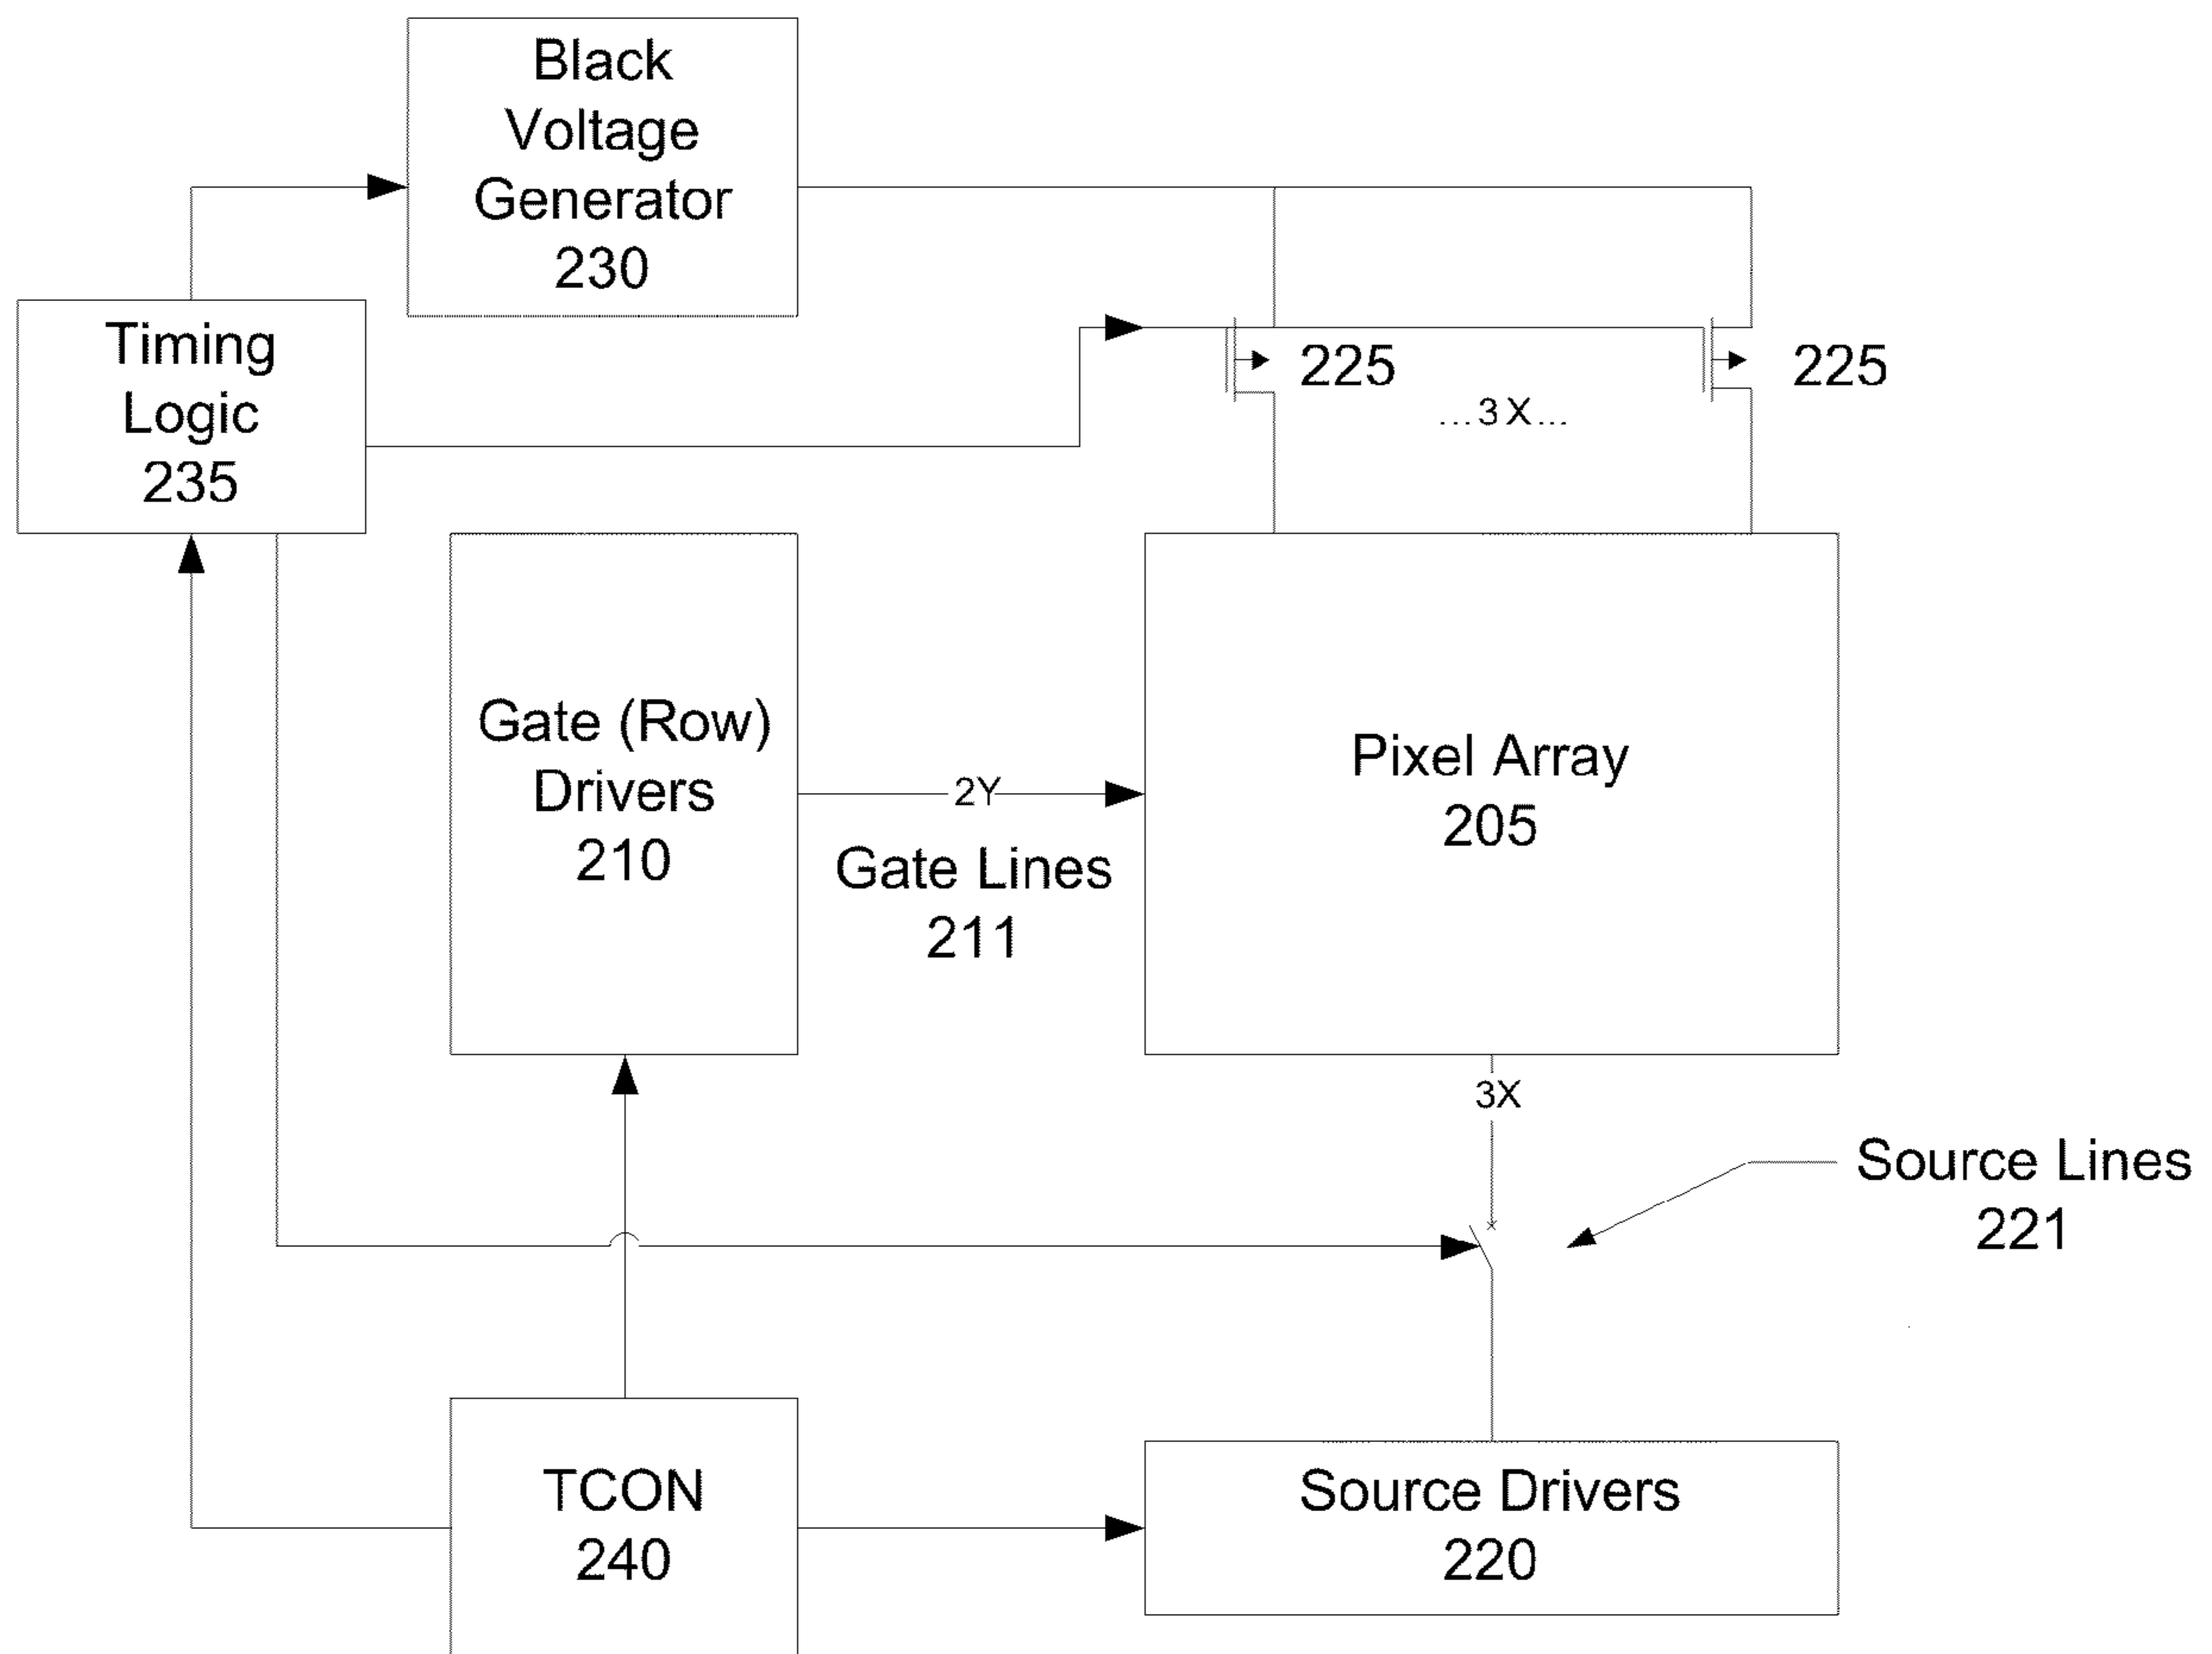 Black
Voltage
Generator
230
Timing
Logic
235
225
225
...3X...
Gate (Row)
Drivers
210
2Y
Gate Lines
211
Pixel Array
205
3X
Source Lines
221
TCON
240
Source Drivers
220